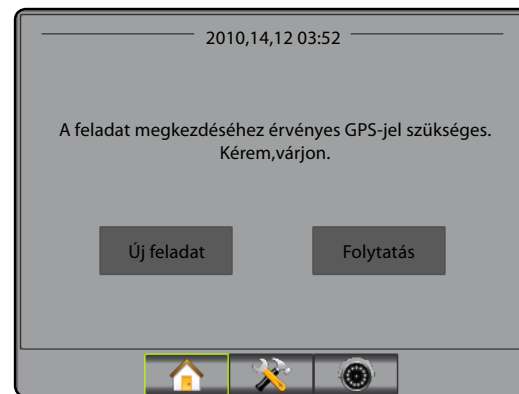 2010,14,12 03:52
A feladat megkezdéséhez érvényes GPS-jel szükséges.
Kérem,várjon.
Új feladat
Folytatás